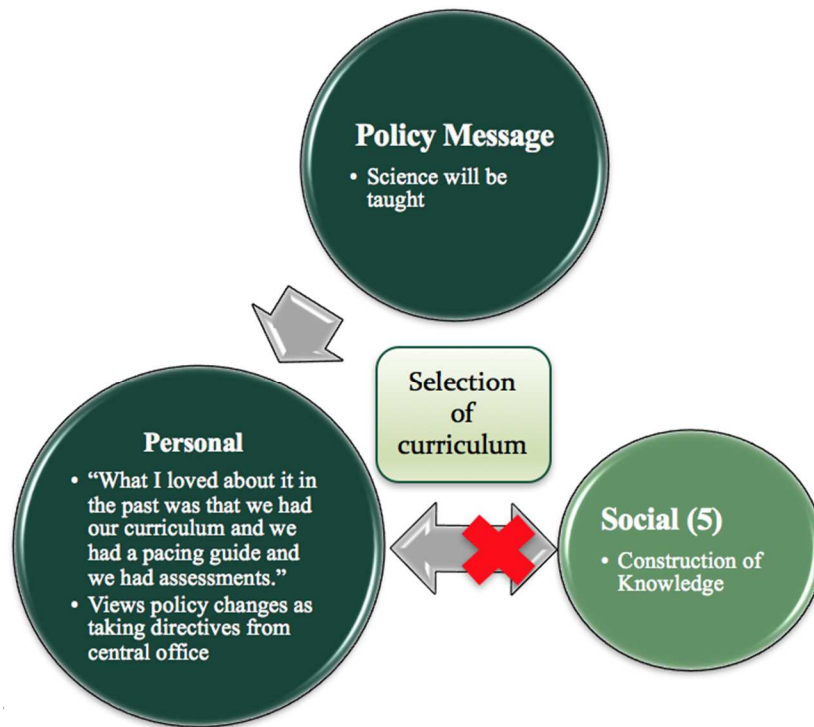 Policy Message
• Science will be
taught
Selection
of
curriculum
Personal
• “What I loved about it in
the past was that we had
our curriculum and we
had a pacing guide and
we had assessments.”
• Views policy changes as
taking directives from
central office
Social (5)
• Construction of
Knowledge